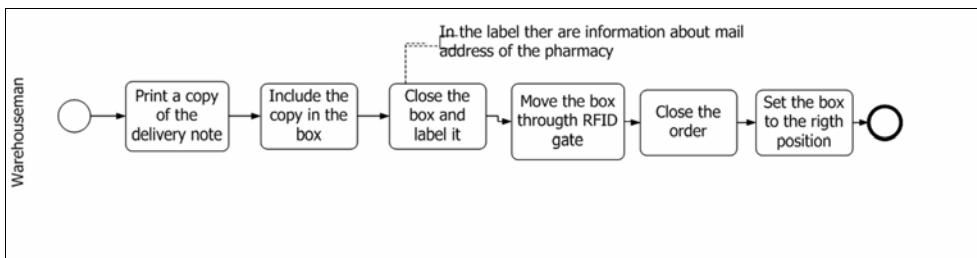 In the label ther are information about mail
address of the pharmacy
Warehouseman
Print a copy
of the
delivery note
Include the
copy in the
box
Close the
box and
label it
Move the box
throutgh RFID
gate
Close the
order
Set the box
to the rigth
position